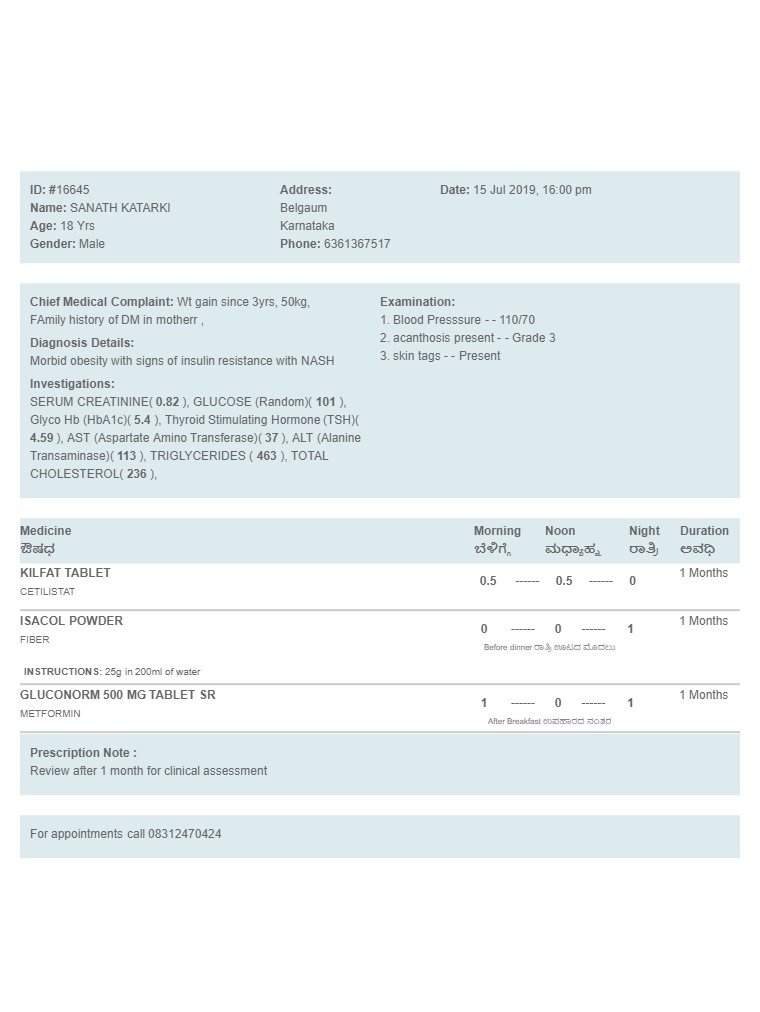 ID: #16645
Name: SANATH KATARKI
Age: 18 Yrs
Gender: Male
Address:
Belgaum
Karnataka
Phone: 6361367517
Date: 15 Jul 2019, 16:00 pm
Chief Medical Complaint: Wt gain since 3yrs, 50kg,
FAmily history of DM in motherr ,
Diagnosis Details:
Morbid obesity with signs of insulin resistance with NASH
Investigations:
SERUM CREATININE( 0.82 ), GLUCOSE (Random)( 101 ),
Glyco Hb (HbA1c)( 5.4 ), Thyroid Stimulating Hormone (TSH)(
4.59 ), AST (Aspartate Amino Transferase)( 37 ), ALT (Alanine
Transaminase)( 113 ), TRIGLYCERIDES ( 463 ), TOTAL
CHOLESTEROL( 236 ),
Examination:
1. Blood Presssure - - 110/70
2. acanthosis present - - Grade 3
3. skin tags - - Present
Medicine Morning Noon Night Duration
ಔಷಧ ಬೆಳಿಗ್ಗೆ ಮಧ್ಯಾಹ್ನ ರಾತ್ರಿ ಅವಧಿ
KILFAT TABLET 0.5 ------ 0.5 ------ 0 1 Months
CETILISTAT
ISACOL POWDER 0 ------ 0 ------ 1 1 Months
FIBER Before dinner ರಾತ್ರಿ ಊಟದ ಮೊದಲು
INSTRUCTIONS: 25g in 200ml of water
GLUCONORM 500 MG TABLET SR 1 ------ 0 ------ 1 1 Months
METFORMIN After Breakfast ಉಪಹಾರದ ನಂತರ
Prescription Note :
Review after 1 month for clinical assessment
For appointments call 08312470424